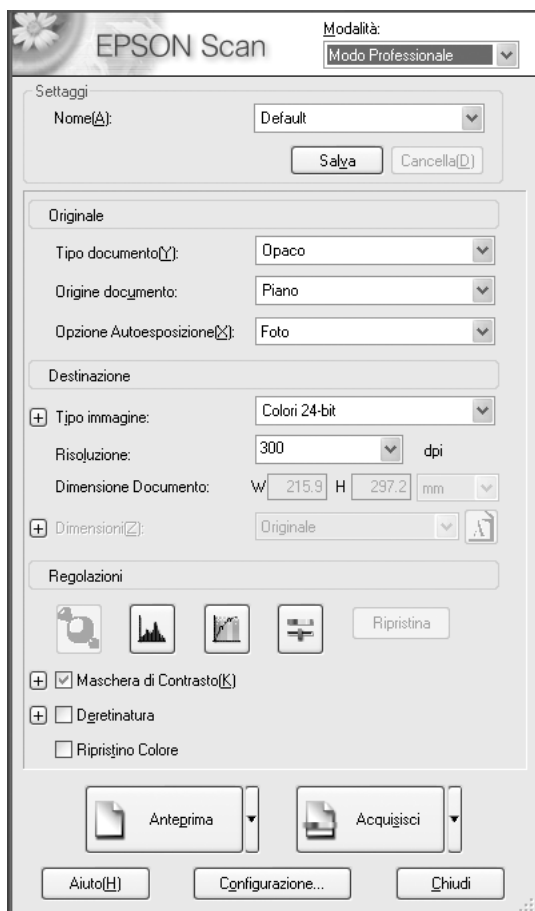 EPSON Scan
Modalità:
Modo Professionale
Settaggi
Nome(A): Default
Salva Cancella(D)
Originale
Tipo documento(Y): Opaco
Origine documento: Piano
Opzione Autoesposizione(X): Foto
Destinazione
Tipo immagine: Colori 24-bit
Risoluzione: 300 dpi
Dimensione Documento: W 215.9 H 297.2 mm
Dimensioni(Z): Originale
Regolazioni
Ripristina
Maschera di Contrasto(K)
Deretinatura
Ripristino Colore
Anteprima Acquisisci
Aiuto(H) Configurazione... Chiudi